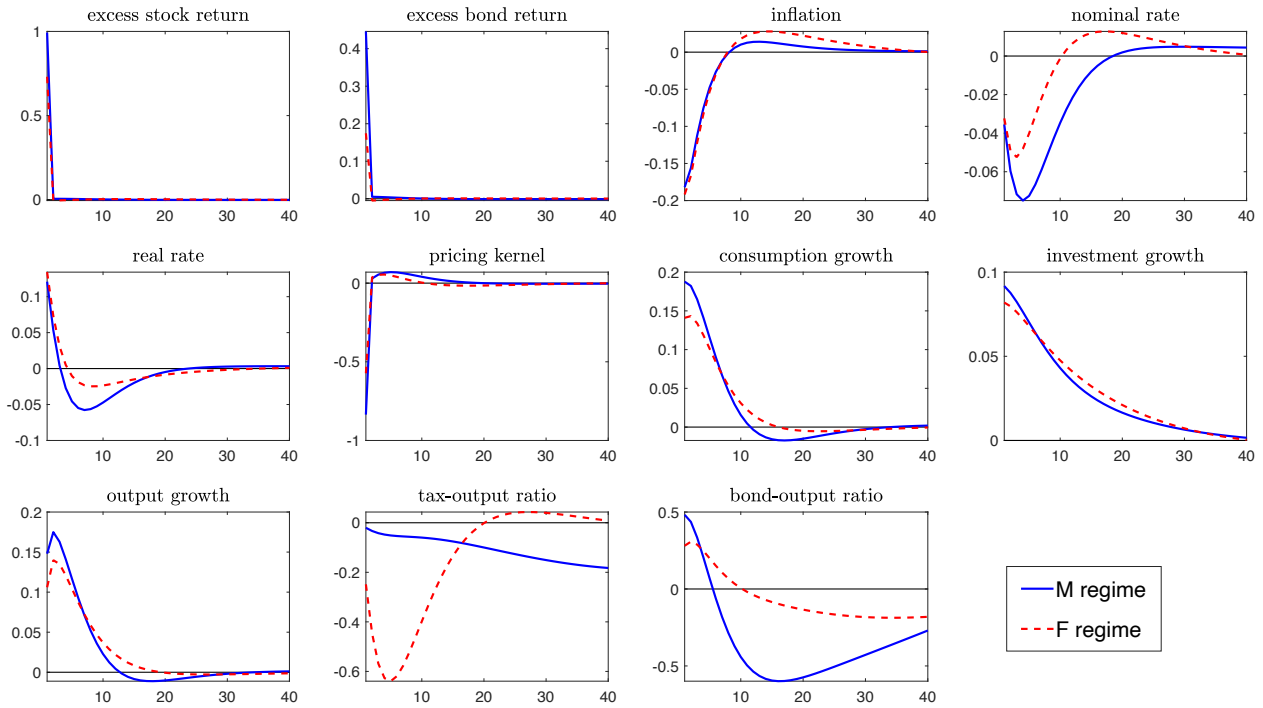 excess stock return
1
0.5
0
10 20 30 40
excess bond return
0.4
0.3
0.2
0.1
0
10 20 30 40
inflation
0
-0.05
-0.1
-0.15
-0.2
10 20 30 40
nominal rate
0
-0.02
-0.04
-0.06
10 20 30 40
real rate
0.1
0.05
0
-0.05
-0.1
10 20 30 40
pricing kernel
0
-0.5
-1
10 20 30 40
consumption growth
0.2
0.15
0.1
0.05
0
10 20 30 40
investment growth
0.1
0.05
0
10 20 30 40
output growth
0.2
0.15
0.1
0.05
0
10 20 30 40
tax-output ratio
0
-0.2
-0.4
-0.6
10 20 30 40
bond-output ratio
0.5
0
-0.5
10 20 30 40
M regime
F regime